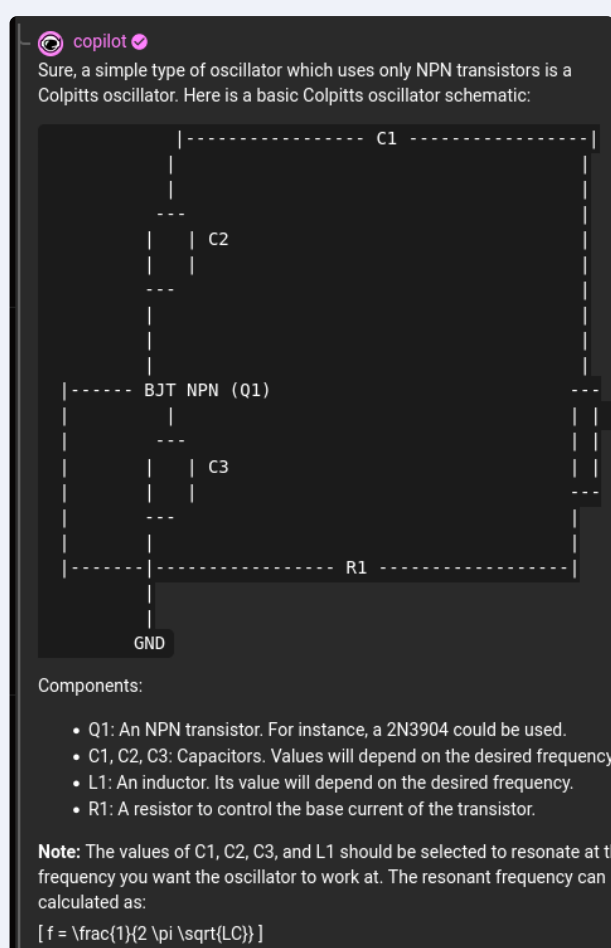 copilot
Sure, a simple type of oscillator which uses only NPN transistors is a
Colpitts oscillator. Here is a basic Colpitts oscillator schematic:
|----------------- C1 -----------------|
|                                      |
|                                      |
---                                     |
|   | C2                                |
|   |                                   |
---                                     |
|                                       |
|                                       |
|                                       |
|------ BJT NPN (Q1)                            ---
|         |                                     | |
|        ---                                    | |
|       |   | C3                                | |
|       |   |                                   ---
|       ---                                     |
|       |                                       |
|-------|----------------- R1 ------------------|
|
|
GND
Components:
• Q1: An NPN transistor. For instance, a 2N3904 could be used.
• C1, C2, C3: Capacitors. Values will depend on the desired frequency
• L1: An inductor. Its value will depend on the desired frequency.
• R1: A resistor to control the base current of the transistor.
Note: The values of C1, C2, C3, and L1 should be selected to resonate at
frequency you want the oscillator to work at. The resonant frequency can
calculated as:
[ f = \frac{1}{2 \pi \sqrt{LC}} ]